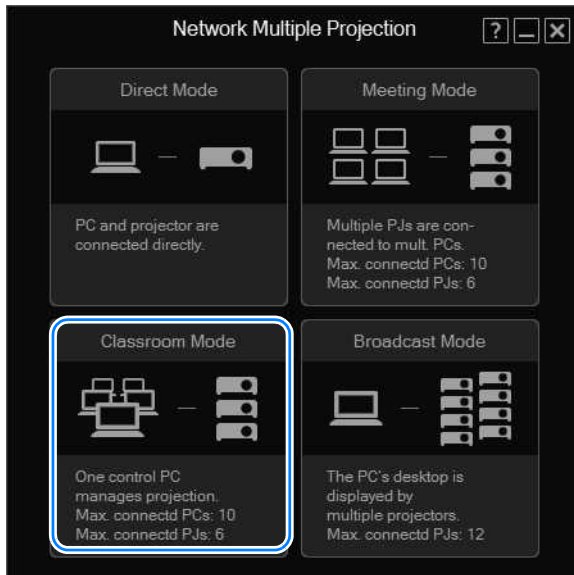 Network Multiple Projection
?
Direct Mode
PC and projector are
connected directly.
Meeting Mode
Multiple PJs are con-
nected to mult. PCs.
Max. connectd PCs: 10
Max. connectd PJs: 6
Classroom Mode
One control PC
manages projection.
Max. connectd PCs: 10
Max. connectd PJs: 6
Broadcast Mode
The PC's desktop is
displayed by
multiple projectors.
Max. connectd PJs: 12